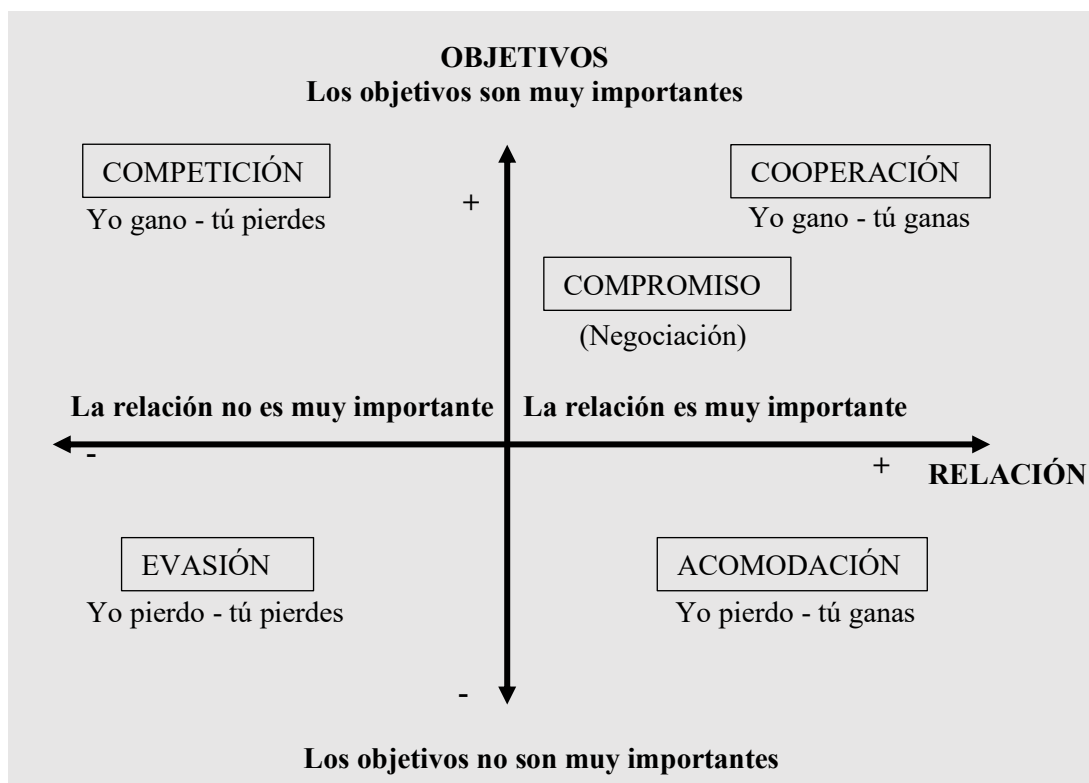 OBJETIVOS
Los objetivos son muy importantes
COMPETICIÓN
Yo gano - tú pierdes
+
COOPERACIÓN
Yo gano - tú ganas
COMPROMISO
(Negociación)
La relación no es muy importante
La relación es muy importante
-
+
RELACIÓN
EVASIÓN
Yo pierdo - tú pierdes
ACOMODACIÓN
Yo pierdo - tú ganas
-
Los objetivos no son muy importantes